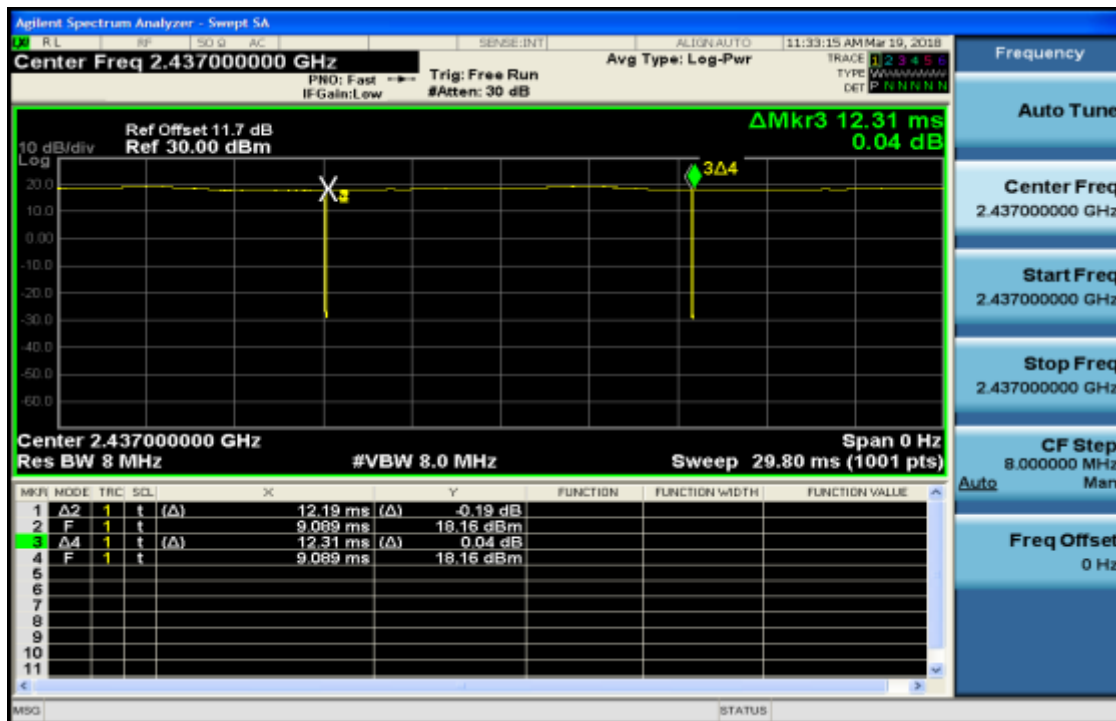 Agilent Spectrum Analyzer - Swept SA
RL RF 50 Ω AC SENSE:INT ALIGN AUTO 11:33:15 AM Mar 19, 2018
Center Freq 2.437000000 GHz
PNO: Fast
IFGain:Low
Trig: Free Run
#Atten: 30 dB
Avg Type: Log-Pwr
TRACE 1 2 3 4 5 6
TYPE
DET P N N N N N
ΔMkr3 12.31 ms
0.04 dB
Ref Offset 11.7 dB
10 dB/div Ref 30.00 dBm
Log
20.0
10.0
0.00
-10.0
-20.0
-30.0
-40.0
-50.0
-60.0
3Δ4
Center 2.437000000 GHz Span 0 Hz
Res BW 8 MHz #VBW 8.0 MHz Sweep 29.80 ms (1001 pts)
MKR MODE TRC SCL X Y FUNCTION FUNCTION WIDTH FUNCTION VALUE
1 Δ2 1 t (Δ) 12.19 ms (Δ) -0.19 dB
2 F 1 t 9.089 ms 18.16 dBm
3 Δ4 1 t (Δ) 12.31 ms (Δ) 0.04 dB
4 F 1 t 9.089 ms 18.16 dBm
5
6
7
8
9
10
11
MSG STATUS
Frequency
Auto Tune
Center Freq
2.437000000 GHz
Start Freq
2.437000000 GHz
Stop Freq
2.437000000 GHz
CF Step
8.000000 MHz
Auto Man
Freq Offset
0 Hz